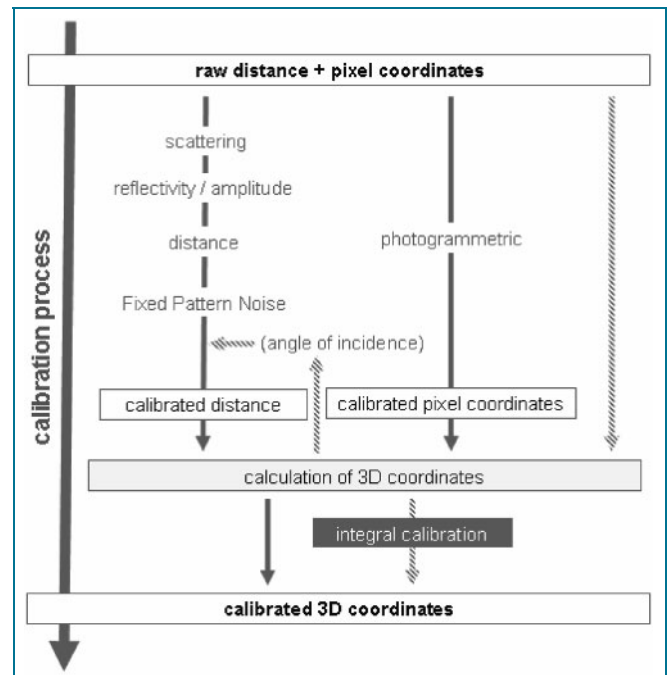 raw distance + pixel coordinates
scattering
reflectivity / amplitude
distance
photogrammetric
Fixed Pattern Noise
(angle of incidence)
calibrated distance
calibrated pixel coordinates
calculation of 3D coordinates
integral calibration
calibrated 3D coordinates
calibration process